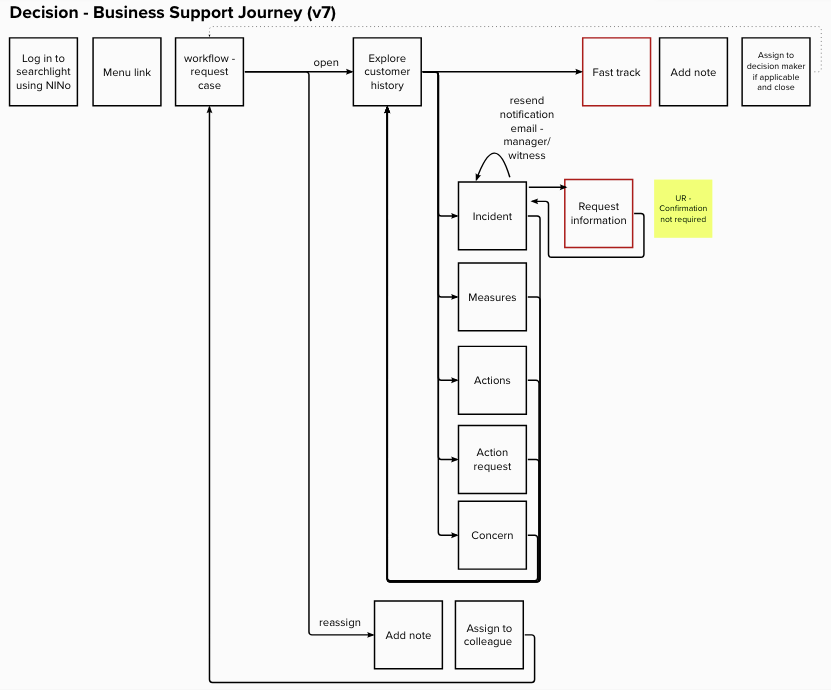 Decision - Business Support Journey (v7)
Log in to
searchlight
using NINo
Menu link
workflow -
request
case
open
Explore
customer
history
Fast track
Add note
Assign to
decision maker
if applicable
and close
resend
notification
email -
manager/
witness
Incident
Request
information
UR -
Confirmation
not required
Measures
Actions
Action
request
Concern
reassign
Add note
Assign to
colleague